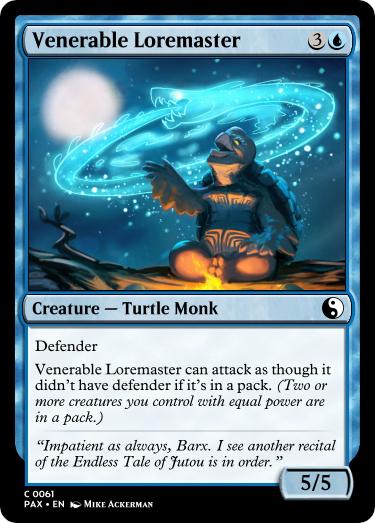 Venerable Loremaster 3
Creature — Turtle Monk
Defender
Venerable Loremaster can attack as though it
didn't have defender if it's in a pack. (Two or
more creatures you control with equal power are
in a pack.)
"Impatient as always, Barx. I see another recital
of the Endless Tale of Jutou is in order."
5/5
C 0061
PAX • EN Mike Ackerman